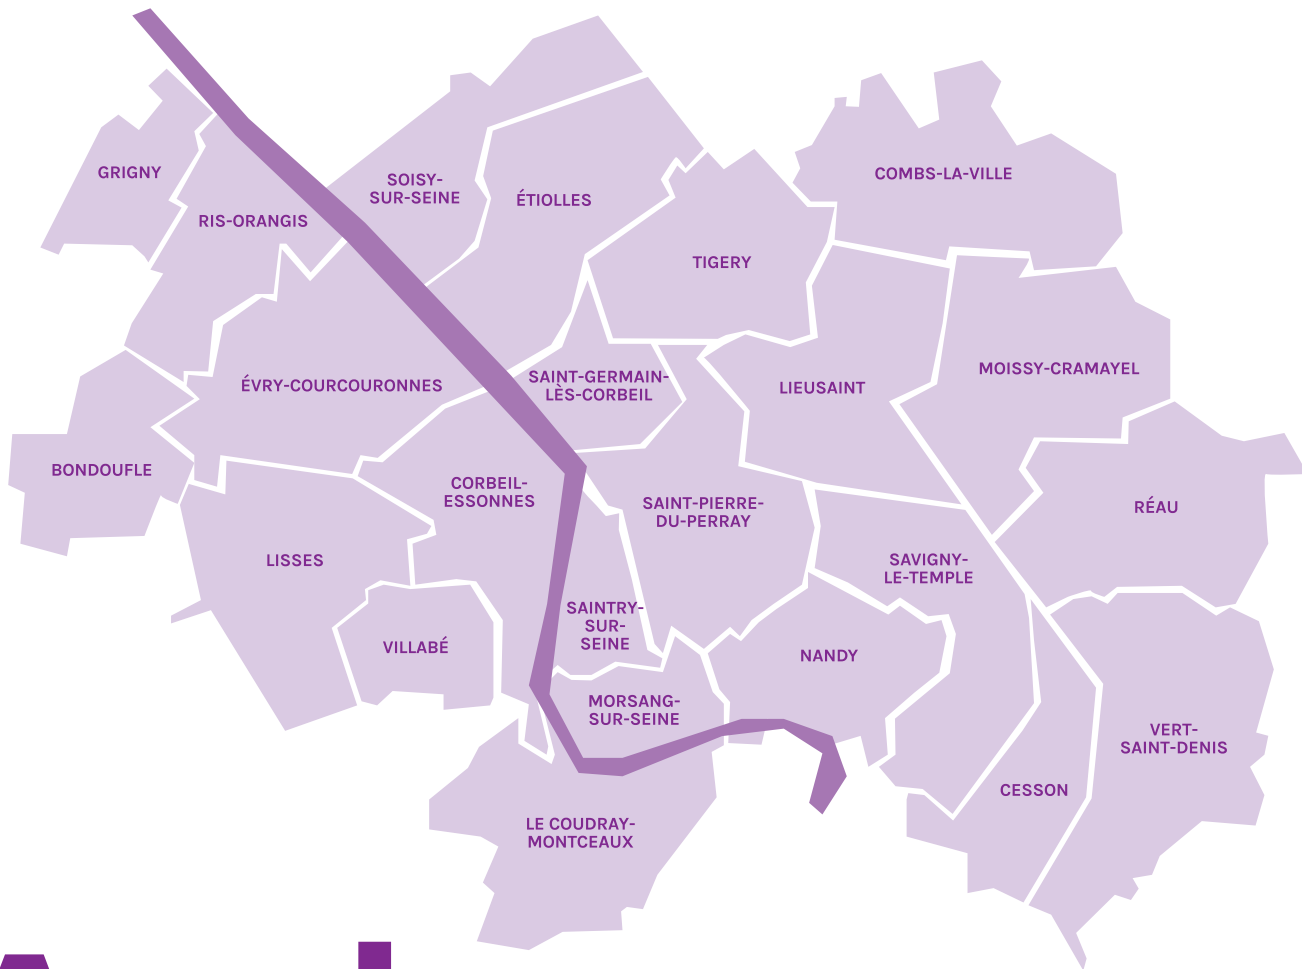 GRIGNY
SOISY-
SUR-SEINE
ÉTIOLLES
COMBS-LA-VILLE
RIS-ORANGIS
TIGERY
ÉVRY-COURCOURONNES
SAINT-GERMAIN-
LÈS-CORBEIL
LIEUSAINT
MOISSY-CRAMAYEL
BONDOUFLE
CORBEIL-
ESSONNES
SAINT-PIERRE-
DU-PERRAY
RÉAU
LISSES
SAVIGNY-
LE-TEMPLE
SAINTRY-
SUR-
SEINE
VILLABÉ
NANDY
MORSANG-
SUR-SEINE
VERT-
SAINT-DENIS
CESSON
LE COUDRAY-
MONTCEAUX